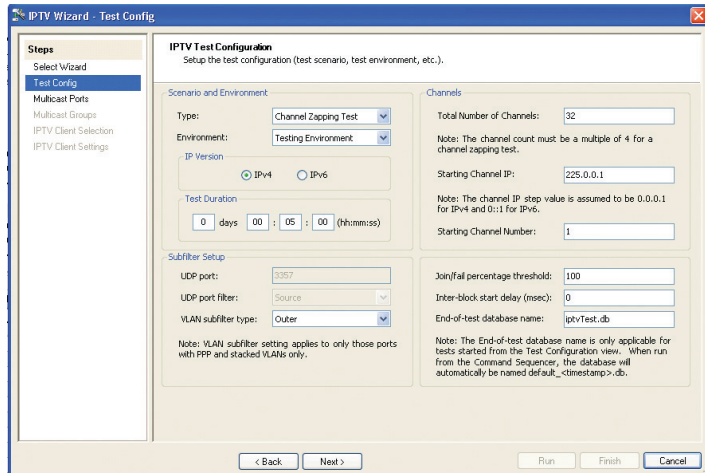 IPTV Wizard - Test Config
Steps
Select Wizard
Test Config
Multicast Ports
Multicast Groups
IPTV Client Selection
IPTV Client Settings
IPTV Test Configuration
Setup the test configuration (test scenario, test environment, etc.).
Scenario and Environment
Type: Channel Zapping Test
Environment: Testing Environment
IP Version
IPv4 IPv6
Test Duration
0 days 00 : 05 : 00 (hh:mm:ss)
Channels
Total Number of Channels: 32
Note: The channel count must be a multiple of 4 for a
channel zapping test.
Starting Channel IP: 225.0.0.1
Note: The channel IP step value is assumed to be 0.0.0.1
for IPv4 and 0::1 for IPv6.
Starting Channel Number: 1
Subfilter Setup
UDP port: 3357
UDP port filter: Source
VLAN subfilter type: Outer
Note: VLAN subfilter setting applies to only those ports
with PPP and stacked VLANs only.
Join/fail percentage threshold: 100
Inter-block start delay (msec): 0
End-of-test database name: iptvTest.db
Note: The End-of-test database name is only applicable for
tests started from the Test Configuration view. When run
from the Command Sequencer, the database will
automatically be named default_<timestamp>.db.
< Back Next > Run Finish Cancel